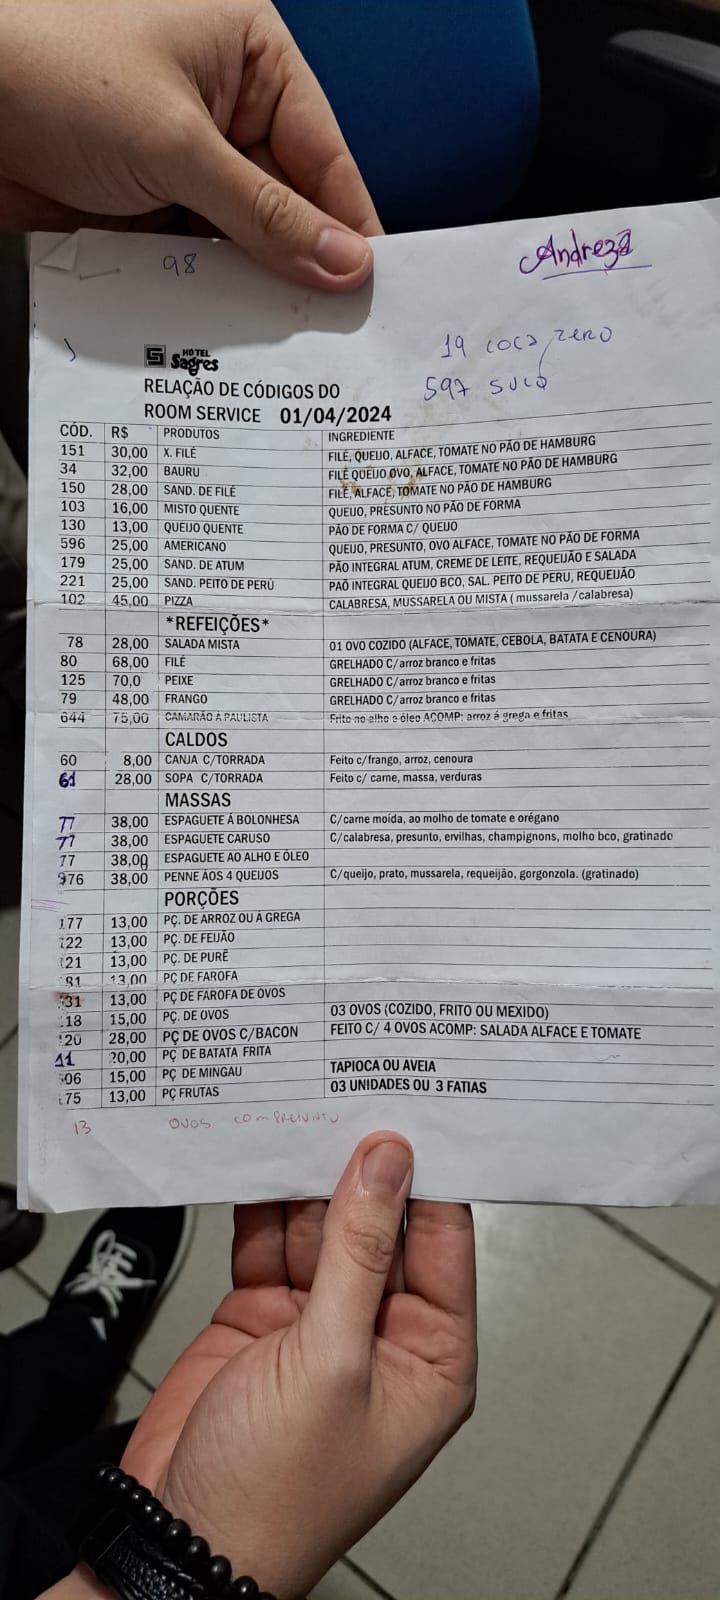 98
Andreza
19 coca zero
597 suco
HOTEL
Sagres
RELAÇÃO DE CÓDIGOS DO
ROOM SERVICE 01/04/2024
CÓD. R$ PRODUTOS INGREDIENTE
151 30,00 X. FILÉ FILÉ, QUEIJO, ALFACE, TOMATE NO PÃO DE HAMBURG
34 32,00 BAURU FILÉ QUEIJO OVO, ALFACE, TOMATE NO PÃO DE HAMBURG
150 28,00 SAND. DE FILÉ FILÉ, ALFACE, TOMATE NO PÃO DE HAMBURG
103 16,00 MISTO QUENTE QUEIJO, PRESUNTO NO PÃO DE FORMA
130 13,00 QUEIJO QUENTE PÃO DE FORMA C/ QUEIJO
596 25,00 AMERICANO QUEIJO, PRESUNTO, OVO ALFACE, TOMATE NO PÃO DE FORMA
179 25,00 SAND. DE ATUM PÃO INTEGRAL ATUM, CREME DE LEITE, REQUEIJÃO E SALADA
221 25,00 SAND. PEITO DE PERÚ PAÕ INTEGRAL QUEIJO BCO, SAL. PEITO DE PERU, REQUEIJÃO
102 45,00 PIZZA CALABRESA, MUSSARELA OU MISTA ( mussarela /calabresa)
*REFEIÇÕES*
78 28,00 SALADA MISTA 01 OVO COZIDO (ALFACE, TOMATE, CEBOLA, BATATA E CENOURA)
80 68,00 FILÉ GRELHADO C/arroz branco e fritas
125 70,0 PEIXE GRELHADO C/arroz branco e fritas
79 48,00 FRANGO GRELHADO C/arroz branco e fritas
644 75,00 CAMARÃO A PAULISTA Frito no alho e óleo ACOMP: arroz á grega e fritas
CALDOS
60 8,00 CANJA C/TORRADA Feito c/frango, arroz, cenoura
61 28,00 SOPA C/TORRADA Feito c/ carne, massa, verduras
MASSAS
77 38,00 ESPAGUETE Á BOLONHESA C/carne moída, ao molho de tomate e orégano
77 38,00 ESPAGUETE CARUSO C/calabresa, presunto, ervilhas, champignons, molho bco, gratinado
77 38,00 ESPAGUETE AO ALHO E ÓLEO
976 38,00 PENNE ÁOS 4 QUEIJOS C/queijo, prato, mussarela, requeijão, gorgonzola. (gratinado)
PORÇÕES
177 13,00 PÇ. DE ARROZ OU À GREGA
13,00 PÇ. DE FEIJÃO
13,00 PÇ. DE PURÊ
13,00 PÇ DE FAROFA
13,00 PÇ DE FAROFA DE OVOS
15,00 PÇ. DE OVOS 03 OVOS (COZIDO, FRITO OU MEXIDO)
28,00 PÇ DE OVOS C/BACON FEITO C/ 4 OVOS ACOMP: SALADA ALFACE E TOMATE
11 20,00 PÇ DE BATATA FRITA
15,00 PÇ DE MINGAU TAPIOCA OU AVEIA
13,00 PÇ FRUTAS 03 UNIDADES OU 3 FATIAS
13 OVOS COM PRESUNTO